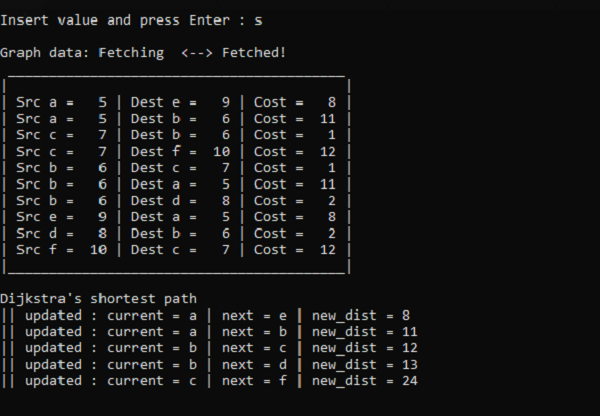 Insert value and press Enter : s
Graph data: Fetching  <--> Fetched!
| Src a =   5 | Dest e =   9 | Cost =   8 |
| Src a =   5 | Dest b =   6 | Cost =  11 |
| Src c =   7 | Dest b =   6 | Cost =   1 |
| Src c =   7 | Dest f =  10 | Cost =  12 |
| Src b =   6 | Dest c =   7 | Cost =   1 |
| Src b =   6 | Dest a =   5 | Cost =  11 |
| Src b =   6 | Dest d =   8 | Cost =   2 |
| Src e =   9 | Dest a =   5 | Cost =   8 |
| Src d =   8 | Dest b =   6 | Cost =   2 |
| Src f =  10 | Dest c =   7 | Cost =  12 |
Dijkstra's shortest path
|| updated : current = a | next = e | new_dist = 8
|| updated : current = a | next = b | new_dist = 11
|| updated : current = b | next = c | new_dist = 12
|| updated : current = b | next = d | new_dist = 13
|| updated : current = c | next = f | new_dist = 24